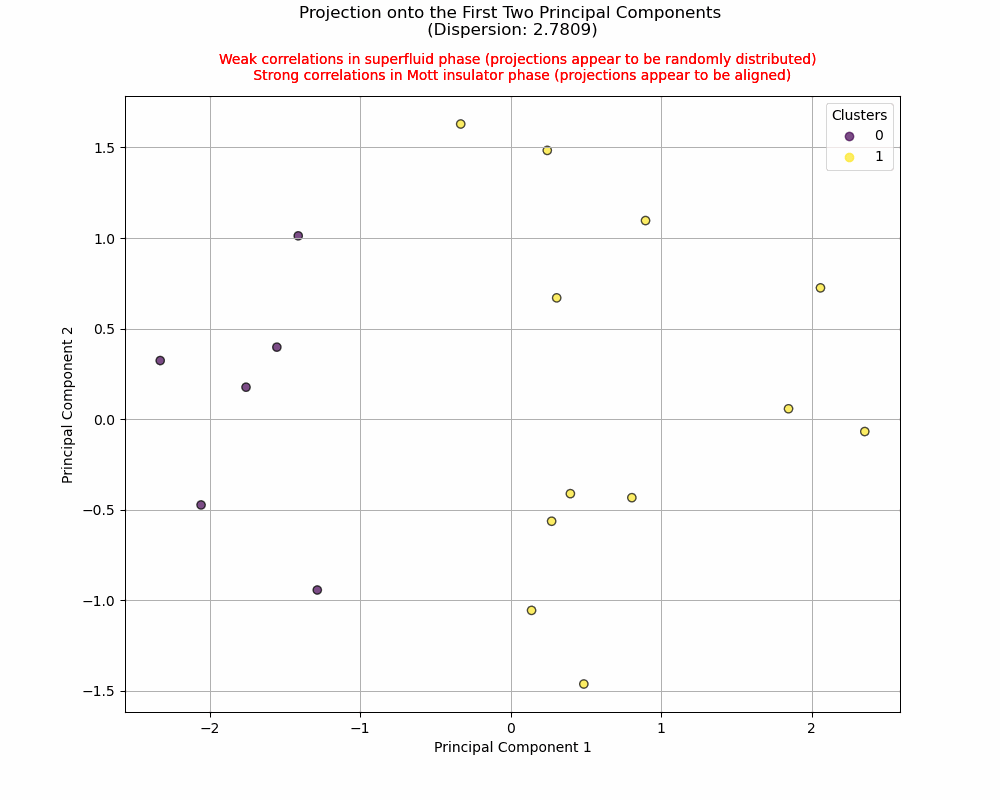 Projection onto the First Two Principal Components
(Dispersion: 2.7809)
Weak correlations in superfluid phase (projections appear to be randomly distributed)
Strong correlations in Mott insulator phase (projections appear to be aligned)
Clusters
0
1
1.5
1.0
0.5
0.0
−0.5
−1.0
−1.5
Principal Component 2
−2
−1
0
1
2
Principal Component 1